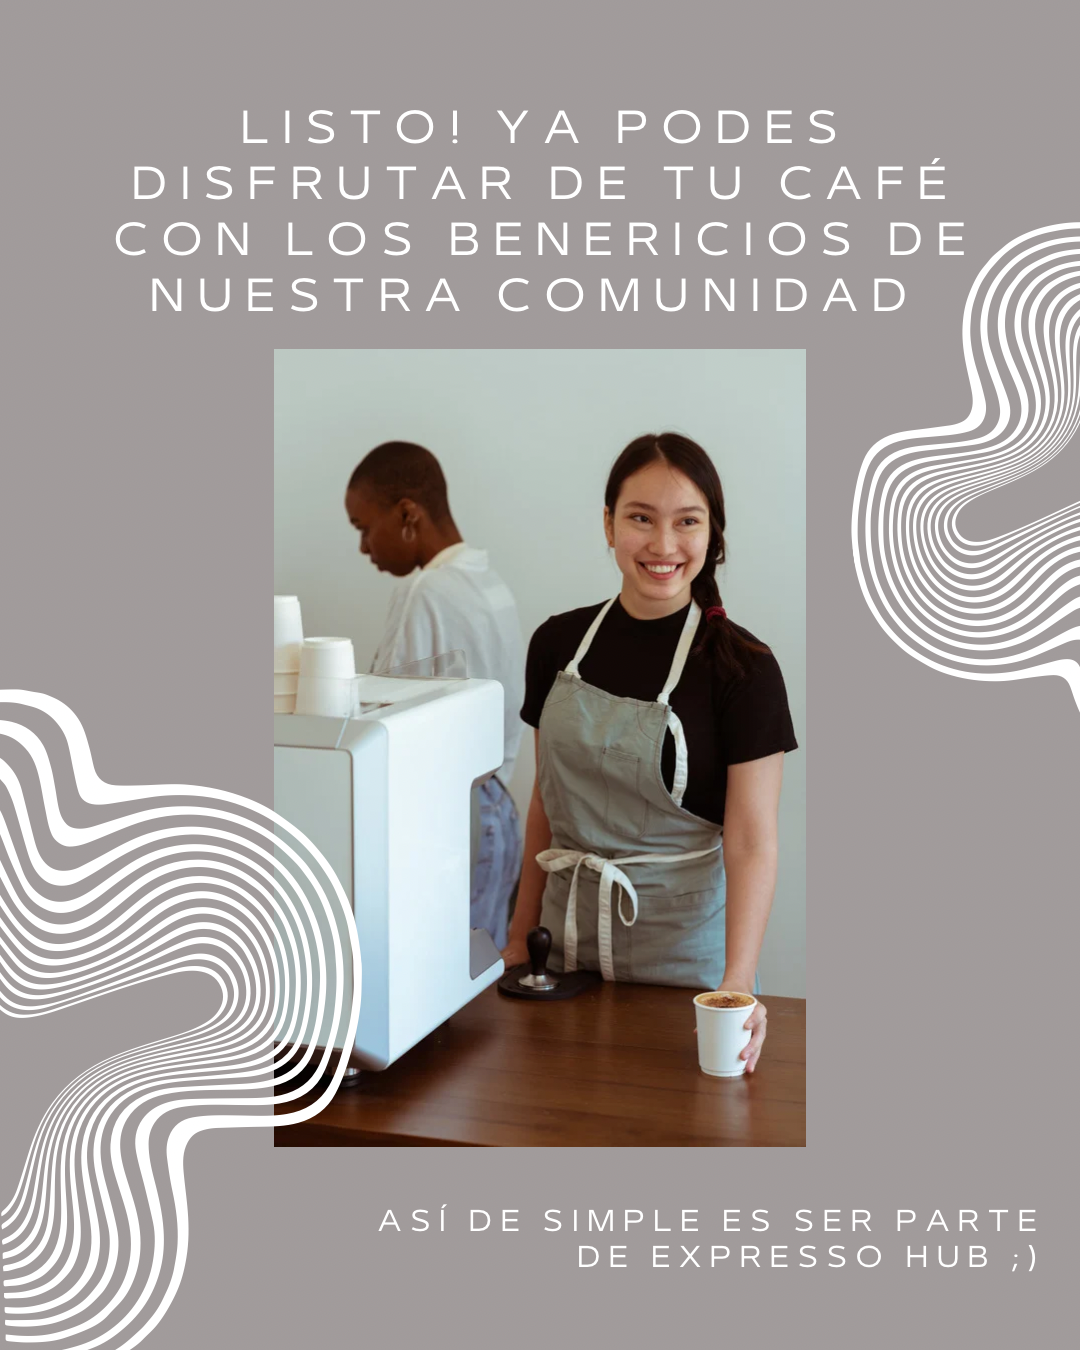 LISTO! YA PODES
DISFRUTAR DE TU CAFÉ
CON LOS BENERICIOS DE
NUESTRA COMUNIDAD
ASÍ DE SIMPLE ES SER PARTE
DE EXPRESSO HUB ;)